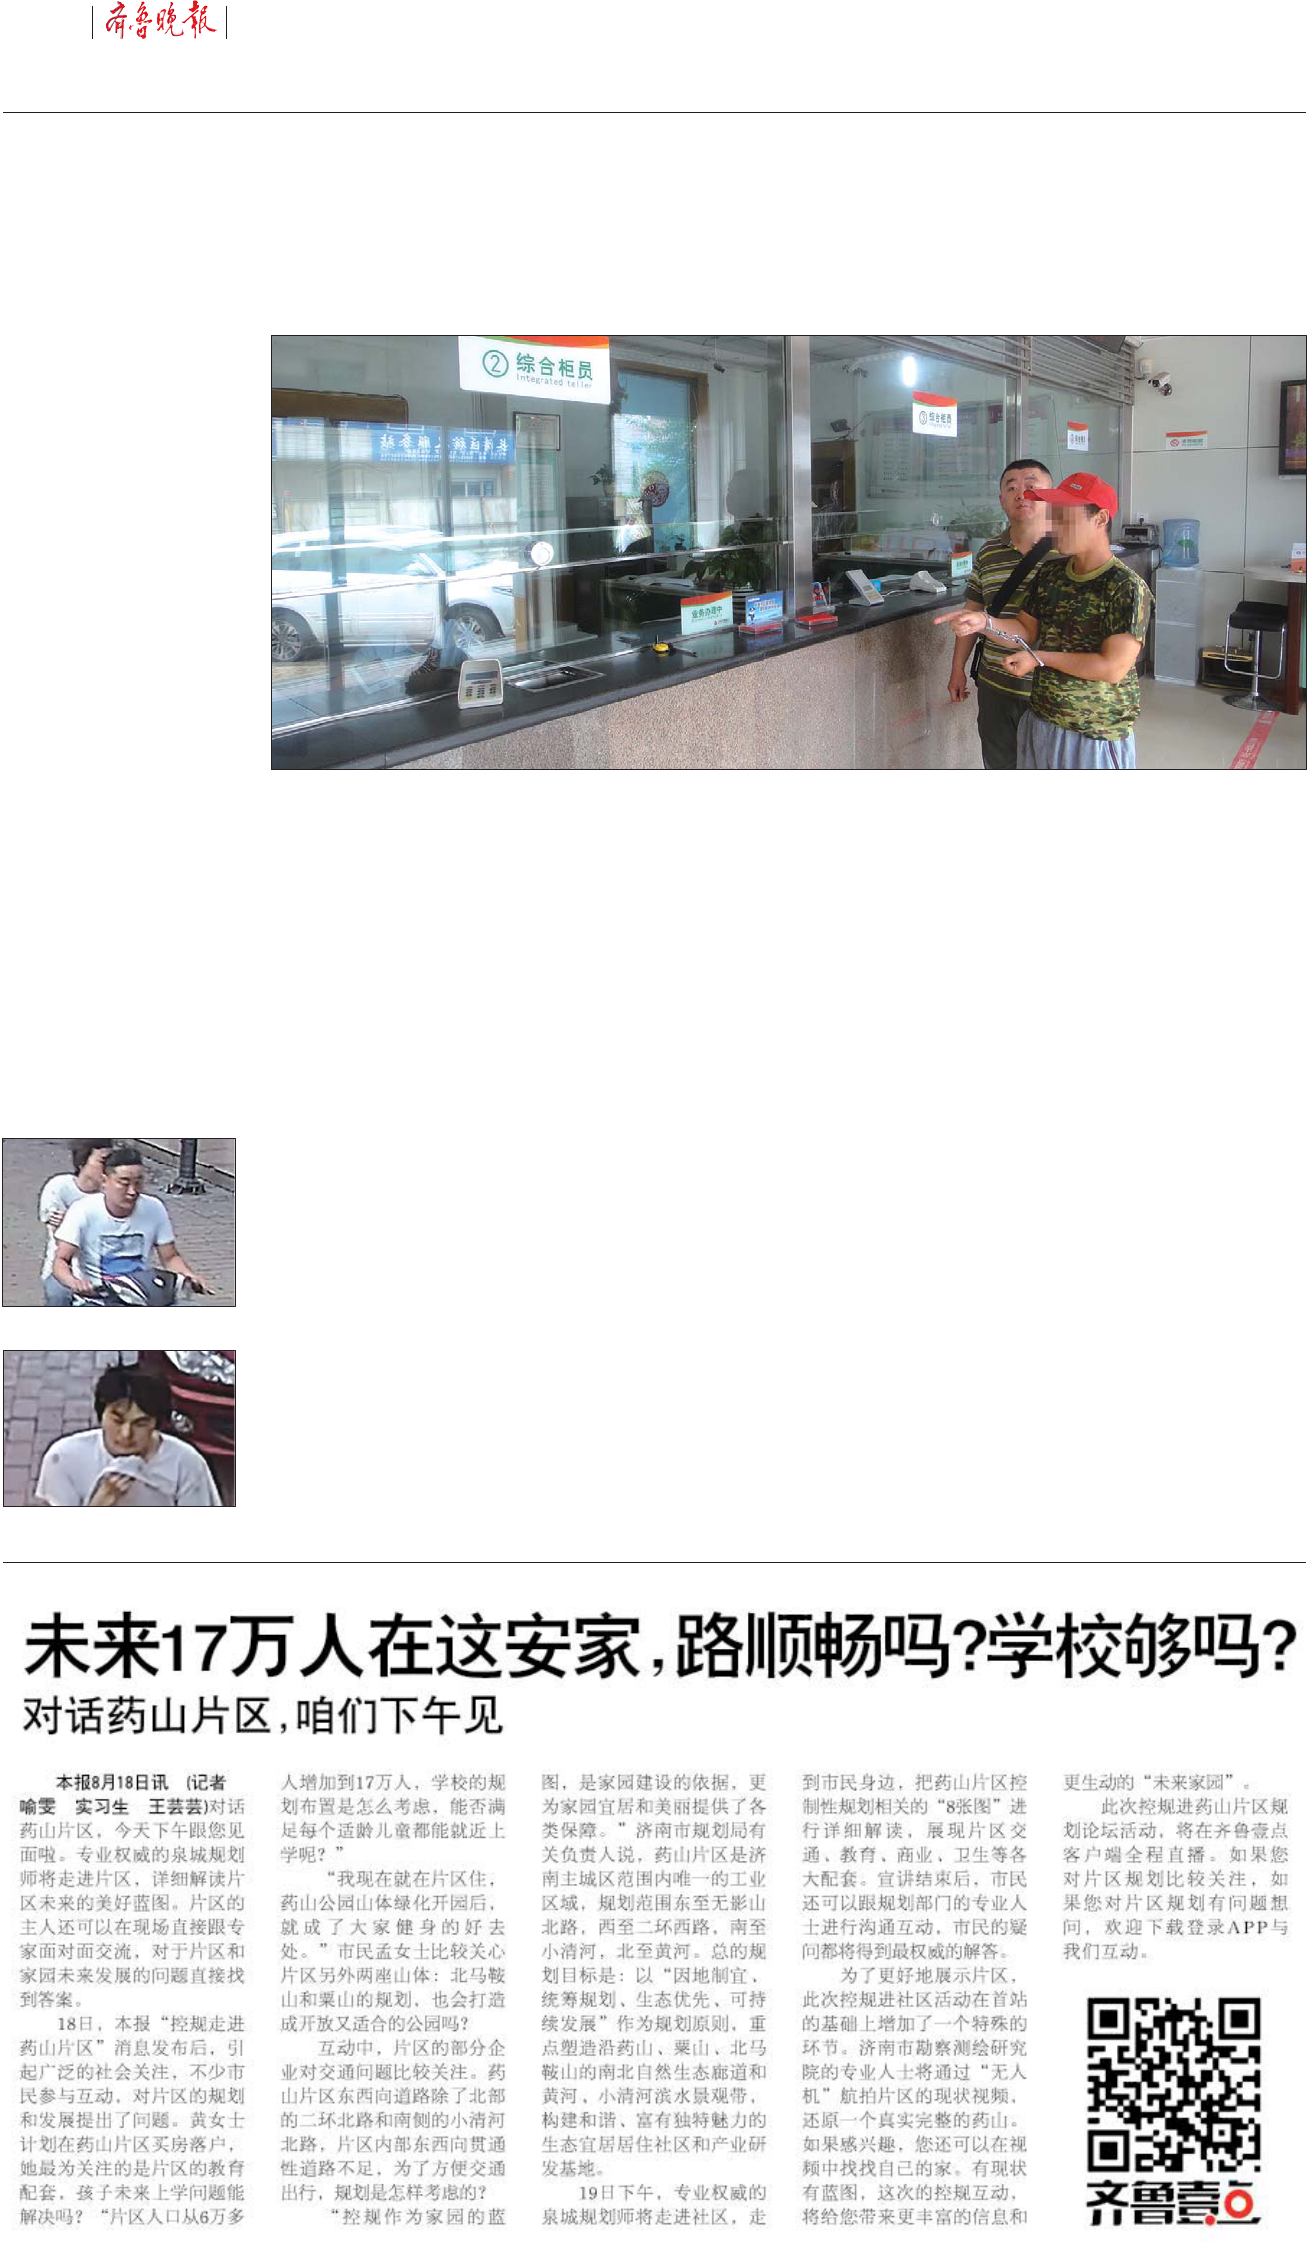 齐鲁晚报
②综合柜员
Integrated teller
③综合柜员
业务办理中
未来17万人在这安家，路顺畅吗？学校够吗？
对话药山片区，咱们下午见
本报8月18日讯　(记者
喻雯　实习生　王芸芸)对话
药山片区，今天下午跟您见
面啦。专业权威的泉城规划
师将走进片区，详细解读片
区未来的美好蓝图。片区的
主人还可以在现场直接跟专
家面对面交流，对于片区和
家园未来发展的问题直接找
到答案。
18日，本报“控规走进
药山片区”消息发布后，引
起广泛的社会关注，不少市
民参与互动，对片区的规划
和发展提出了问题。黄女士
计划在药山片区买房落户，
她最为关注的是片区的教育
配套，孩子未来上学问题能
解决吗？“片区人口从6万多
人增加到17万人，学校的规
划布置是怎么考虑，能否满
足每个适龄儿童都能就近上
学呢？”
“我现在就在片区住，
药山公园山体绿化开园后，
就成了大家健身的好去
处。”市民孟女士比较关心
片区另外两座山体：北马鞍
山和粟山的规划，也会打造
成开放又适合的公园吗？
互动中，片区的部分企
业对交通问题比较关注。药
山片区东西向道路除了北部
的二环北路和南侧的小清河
北路，片区内部东西向贯通
性道路不足，为了方便交通
出行，规划是怎样考虑的？
“控规作为家园的蓝
图，是家园建设的依据，更
为家园宜居和美丽提供了各
类保障。”济南市规划局有
关负责人说，药山片区是济
南主城区范围内唯一的工业
区域，规划范围东至无影山
北路，西至二环西路，南至
小清河，北至黄河。总的规
划目标是：以“因地制宜，
统筹规划、生态优先、可持
续发展”作为规划原则，重
点塑造沿药山、粟山、北马
鞍山的南北自然生态廊道和
黄河，小清河滨水景观带，
构建和谐、富有独特魅力的
生态宜居居住社区和产业研
发基地。
19日下午，专业权威的
泉城规划师将走进社区，走
到市民身边，把药山片区控
制性规划相关的“8张图”进
行详细解读，展现片区交
通、教育、商业、卫生等各
大配套。宣讲结束后，市民
还可以跟规划部门的专业人
士进行沟通互动，市民的疑
问都将得到最权威的解答。
为了更好地展示片区，
此次控规进社区活动在首站
的基础上增加了一个特殊的
环节。济南市勘察测绘研究
院的专业人士将通过“无人
机”航拍片区的现状视频，
还原一个真实完整的药山。
如果感兴趣，您还可以在视
频中找找自己的家。有现状
有蓝图，这次的控规互动，
将给您带来更丰富的信息和
更生动的“未来家园”。
此次控规进药山片区规
划论坛活动，将在齐鲁壹点
客户端全程直播。如果您
对片区规划比较关注，如
果您对片区规划有问题想
问，欢迎下载登录APP与
我们互动。
齐鲁壹点